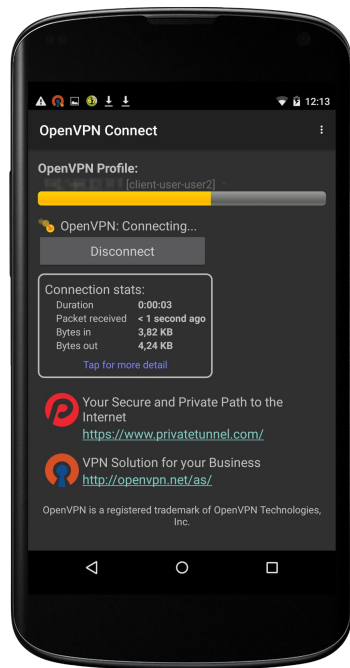 12:13
OpenVPN Connect
OpenVPN Profile:
[client-user-user2]
OpenVPN: Connecting...
Disconnect
Connection stats:
Duration 0:00:03
Packet received < 1 second ago
Bytes in 3,82 KB
Bytes out 4,24 KB
Tap for more detail
Your Secure and Private Path to the
Internet
https://www.privatetunnel.com/
VPN Solution for your Business
http://openvpn.net/as/
OpenVPN is a registered trademark of OpenVPN Technologies,
Inc.